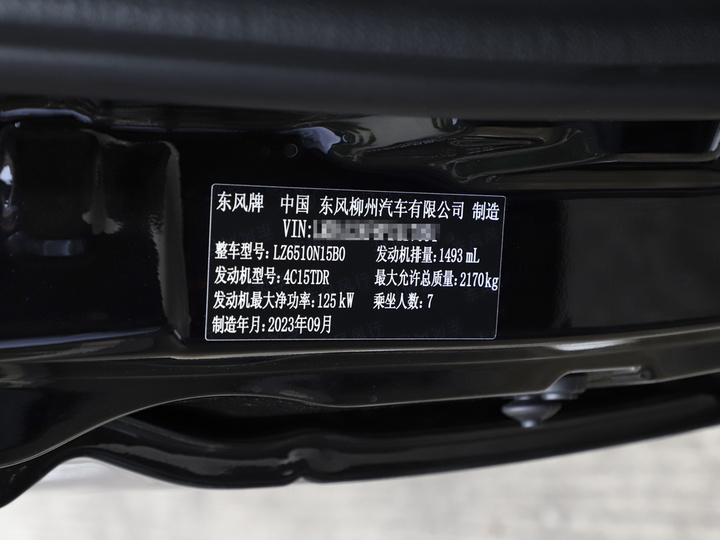 东风牌 中国 东风柳州汽车有限公司 制造
VIN:
整车型号: LZ6510N15B0 发动机排量: 1493 mL
发动机型号: 4C15TDR 最大允许总质量: 2170kg
发动机最大净功率: 125 kW 乘坐人数: 7
制造年月: 2023年09月